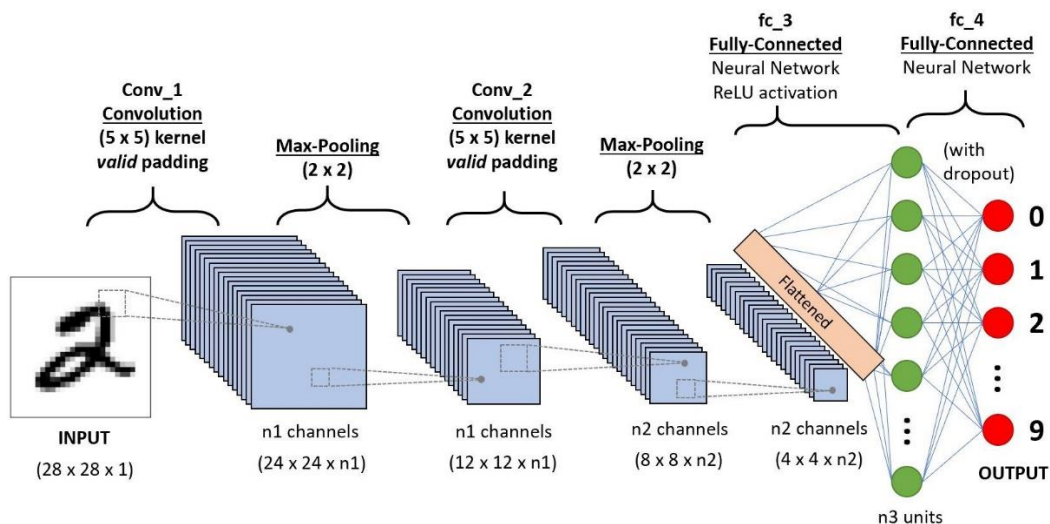 Conv_1
Convolution
(5 x 5) kernel
valid padding
Max-Pooling
(2 x 2)
Conv_2
Convolution
(5 x 5) kernel
valid padding
Max-Pooling
(2 x 2)
fc_3
Fully-Connected
Neural Network
ReLU activation
fc_4
Fully-Connected
Neural Network
(with
dropout)
2
INPUT
(28 x 28 x 1)
n1 channels
(24 x 24 x n1)
n1 channels
(12 x 12 x n1)
n2 channels
(8 x 8 x n2)
n2 channels
(4 x 4 x n2)
Flattened
n3 units
0
1
2
...
9
OUTPUT